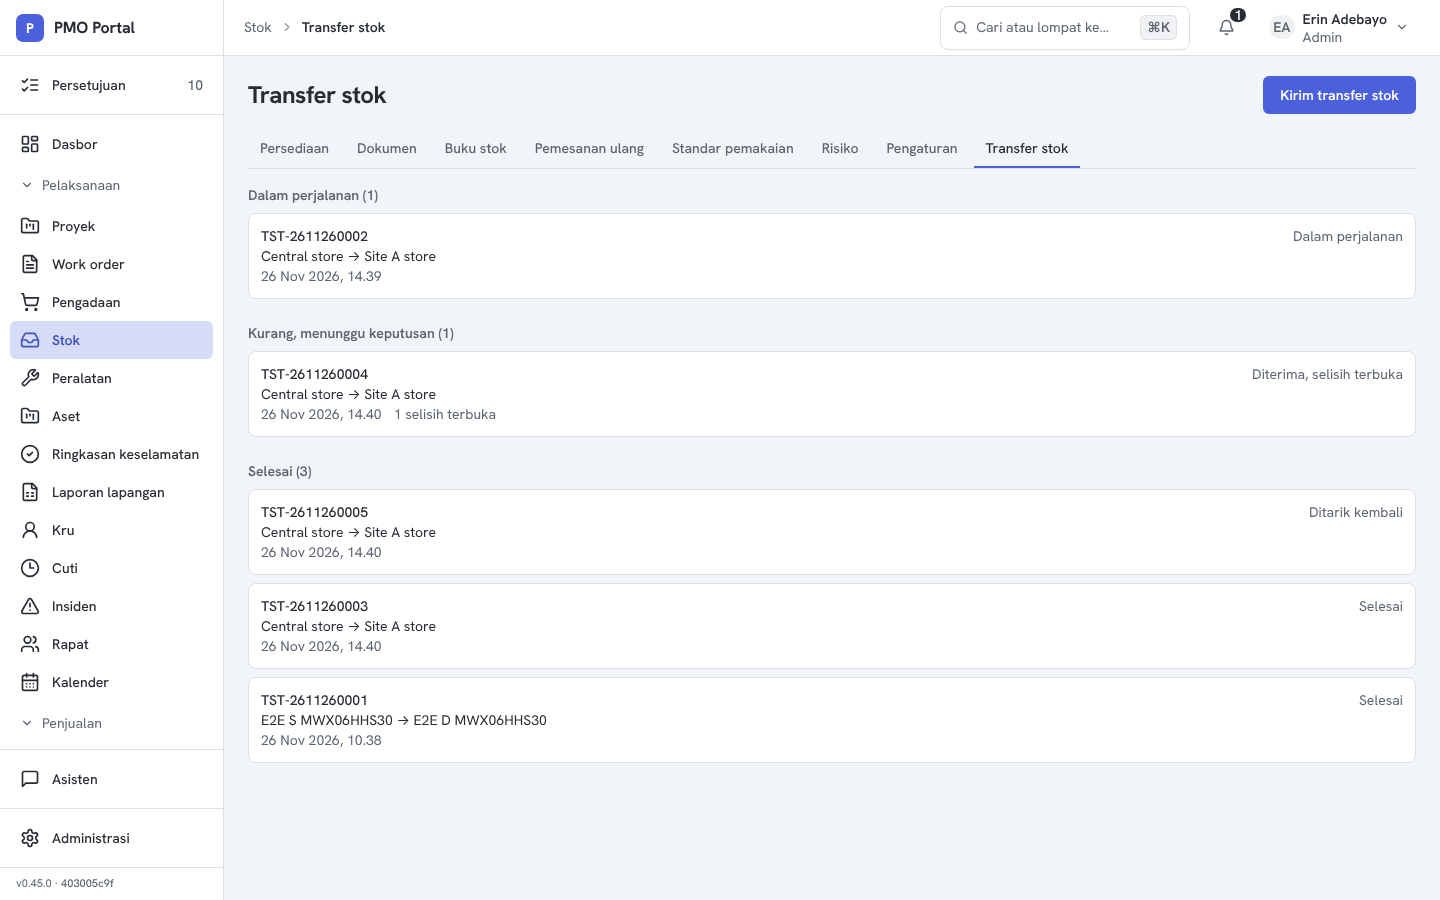 P PMO Portal
Stok > Transfer stok
Cari atau lompat ke... ⌘K
1
EA Erin Adebayo
Admin
Persetujuan 10
Dasbor
Pelaksanaan
Proyek
Work order
Pengadaan
Stok
Peralatan
Aset
Ringkasan keselamatan
Laporan lapangan
Kru
Cuti
Insiden
Rapat
Kalender
Penjualan
Asisten
Administrasi
v0.45.0 · 403005c9f
Transfer stok
Kirim transfer stok
Persediaan Dokumen Buku stok Pemesanan ulang Standar pemakaian Risiko Pengaturan Transfer stok
Dalam perjalanan (1)
TST-2611260002 Dalam perjalanan
Central store → Site A store
26 Nov 2026, 14.39
Kurang, menunggu keputusan (1)
TST-2611260004 Diterima, selisih terbuka
Central store → Site A store
26 Nov 2026, 14.40 1 selisih terbuka
Selesai (3)
TST-2611260005 Ditarik kembali
Central store → Site A store
26 Nov 2026, 14.40
TST-2611260003 Selesai
Central store → Site A store
26 Nov 2026, 14.40
TST-2611260001 Selesai
E2E S MWX06HHS30 → E2E D MWX06HHS30
26 Nov 2026, 10.38